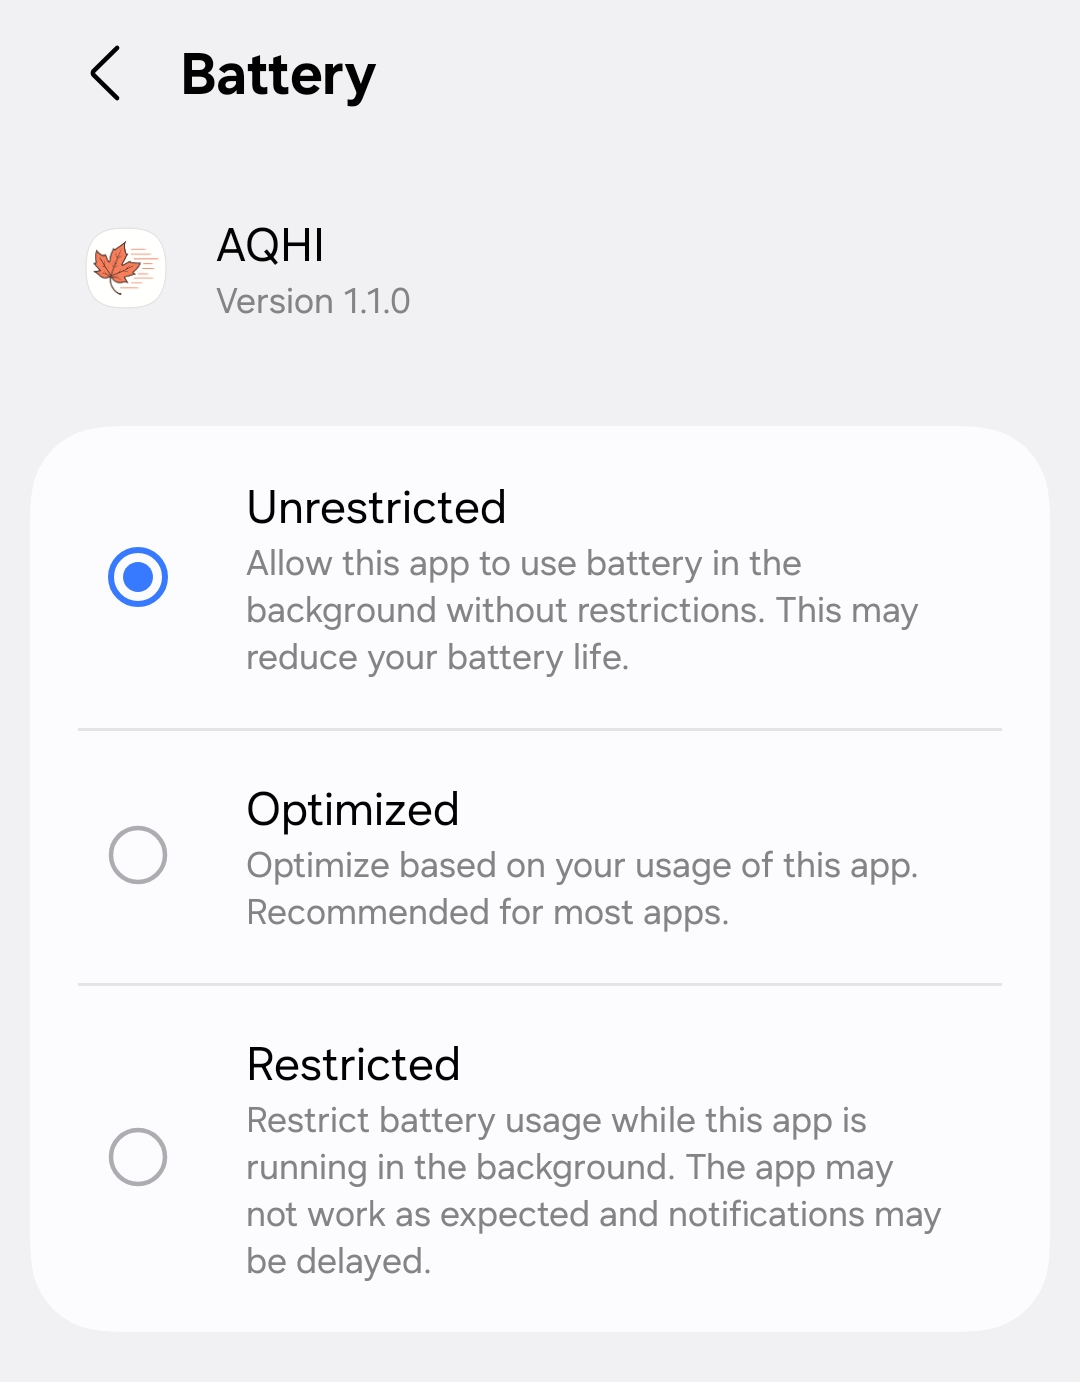 Battery
AQHI
Version 1.1.0
Unrestricted
Allow this app to use battery in the
background without restrictions. This may
reduce your battery life.
Optimized
Optimize based on your usage of this app.
Recommended for most apps.
Restricted
Restrict battery usage while this app is
running in the background. The app may
not work as expected and notifications may
be delayed.